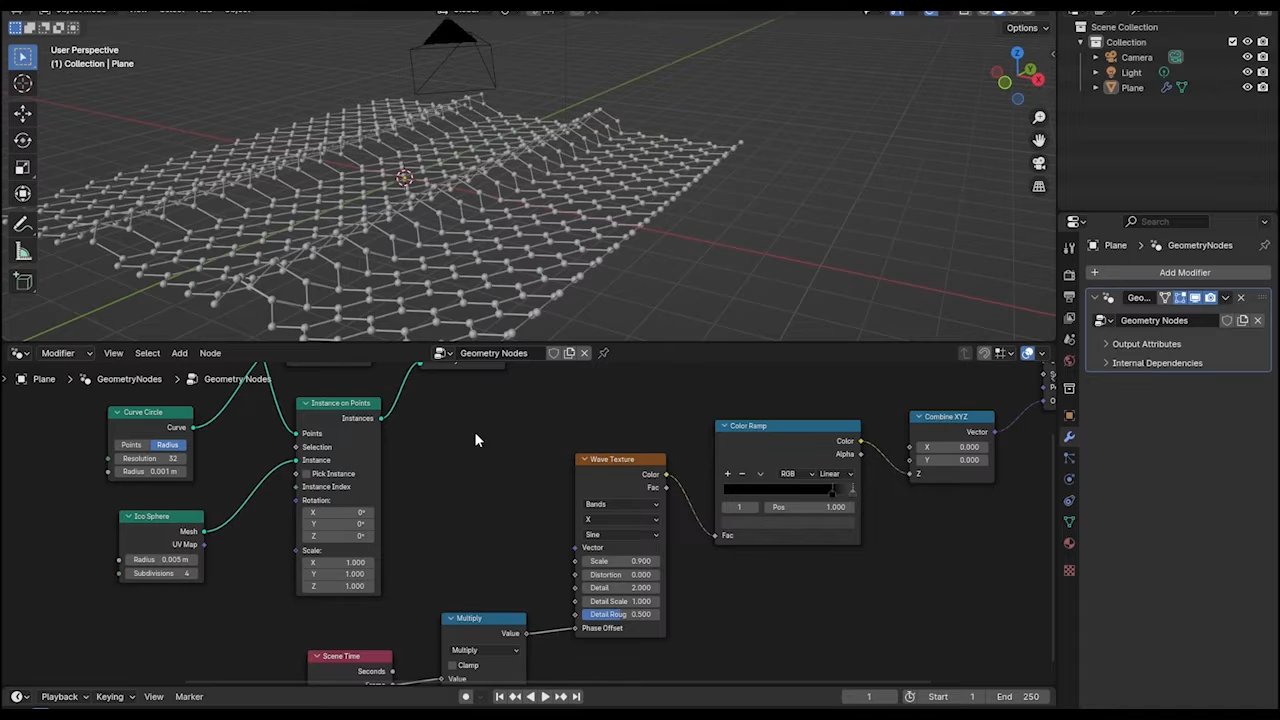 Options
User Perspective
(1) Collection | Plane
Scene Collection
Collection
Camera
Light
Plane
Z
Y
X
Search
Plane
GeometryNodes
Add Modifier
Geo...
Geometry Nodes
Output Attributes
Internal Dependencies
Modifier
View
Select
Add
Node
Geometry Nodes
Plane
GeometryNodes
Geometry Nodes
Curve Circle
Curve
Points
Radius
Resolution 32
Radius 0.001 m
Ico Sphere
Mesh
UV Map
Radius 0.005 m
Subdivisions 4
Instance on Points
Instances
Points
Selection
Instance
Pick Instance
Instance Index
Rotation:
X 0°
Y 0°
Z 0°
Scale:
X 1.000
Y 1.000
Z 1.000
Scene Time
Seconds
Multiply
Value
Multiply
Clamp
Value
Wave Texture
Color
Fac
Bands
X
Sine
Vector
Scale 0.900
Distortion 0.000
Detail 2.000
Detail Scale 1.000
Detail Roug 0.500
Phase Offset
Color Ramp
Color
Alpha
RGB
Linear
1
Pos 1.000
Fac
Combine XYZ
Vector
X 0.000
Y 0.000
Z
Playback
Keying
View
Marker
1
Start 1
End 250